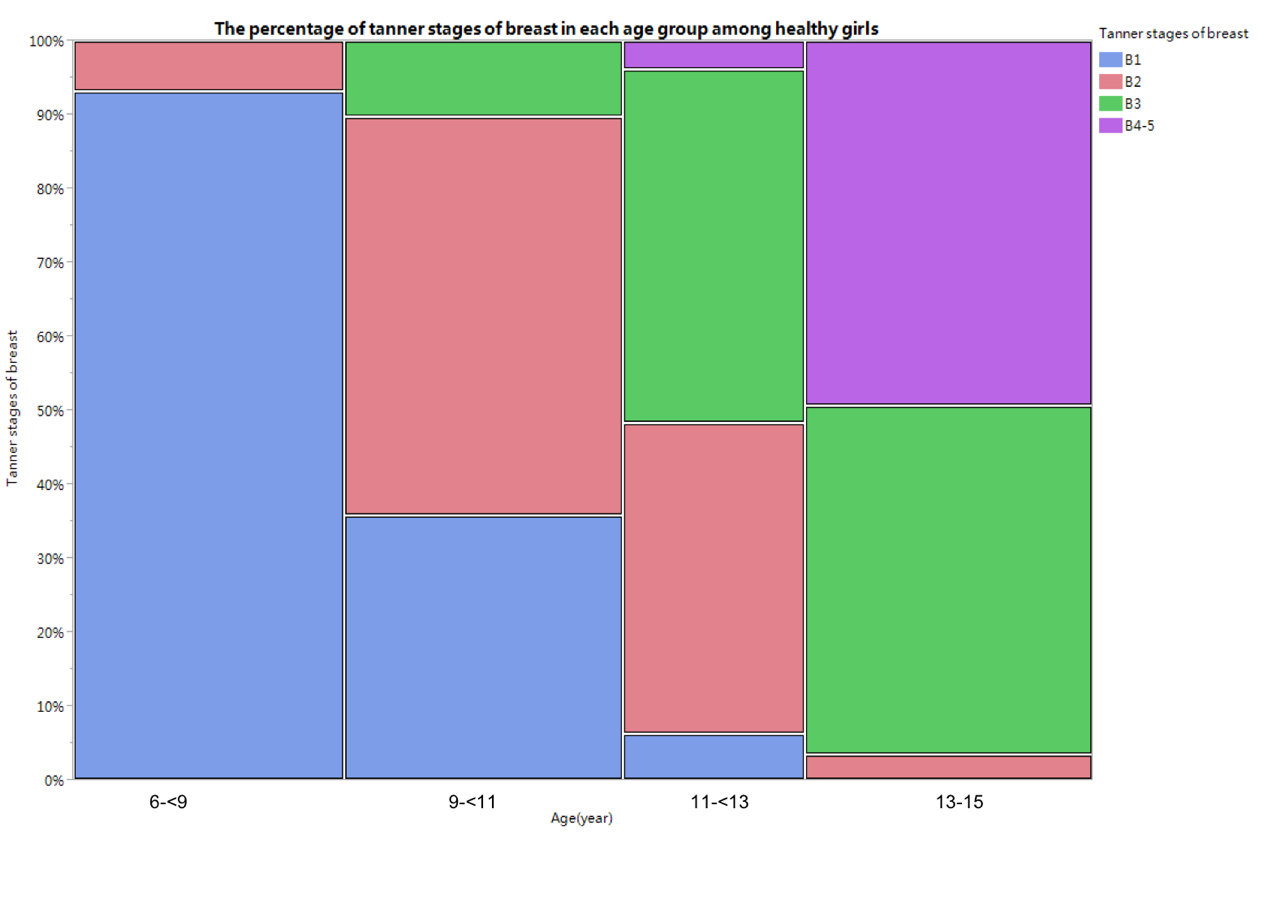 The percentage of tanner stages of breast in each age group among healthy girls
Tanner stages of breast
B1
B2
B3
B4-5
100%
90%
80%
70%
60%
50%
40%
30%
20%
10%
0%
Tanner stages of breast
6-<9
9-<11
11-<13
13-15
Age(year)